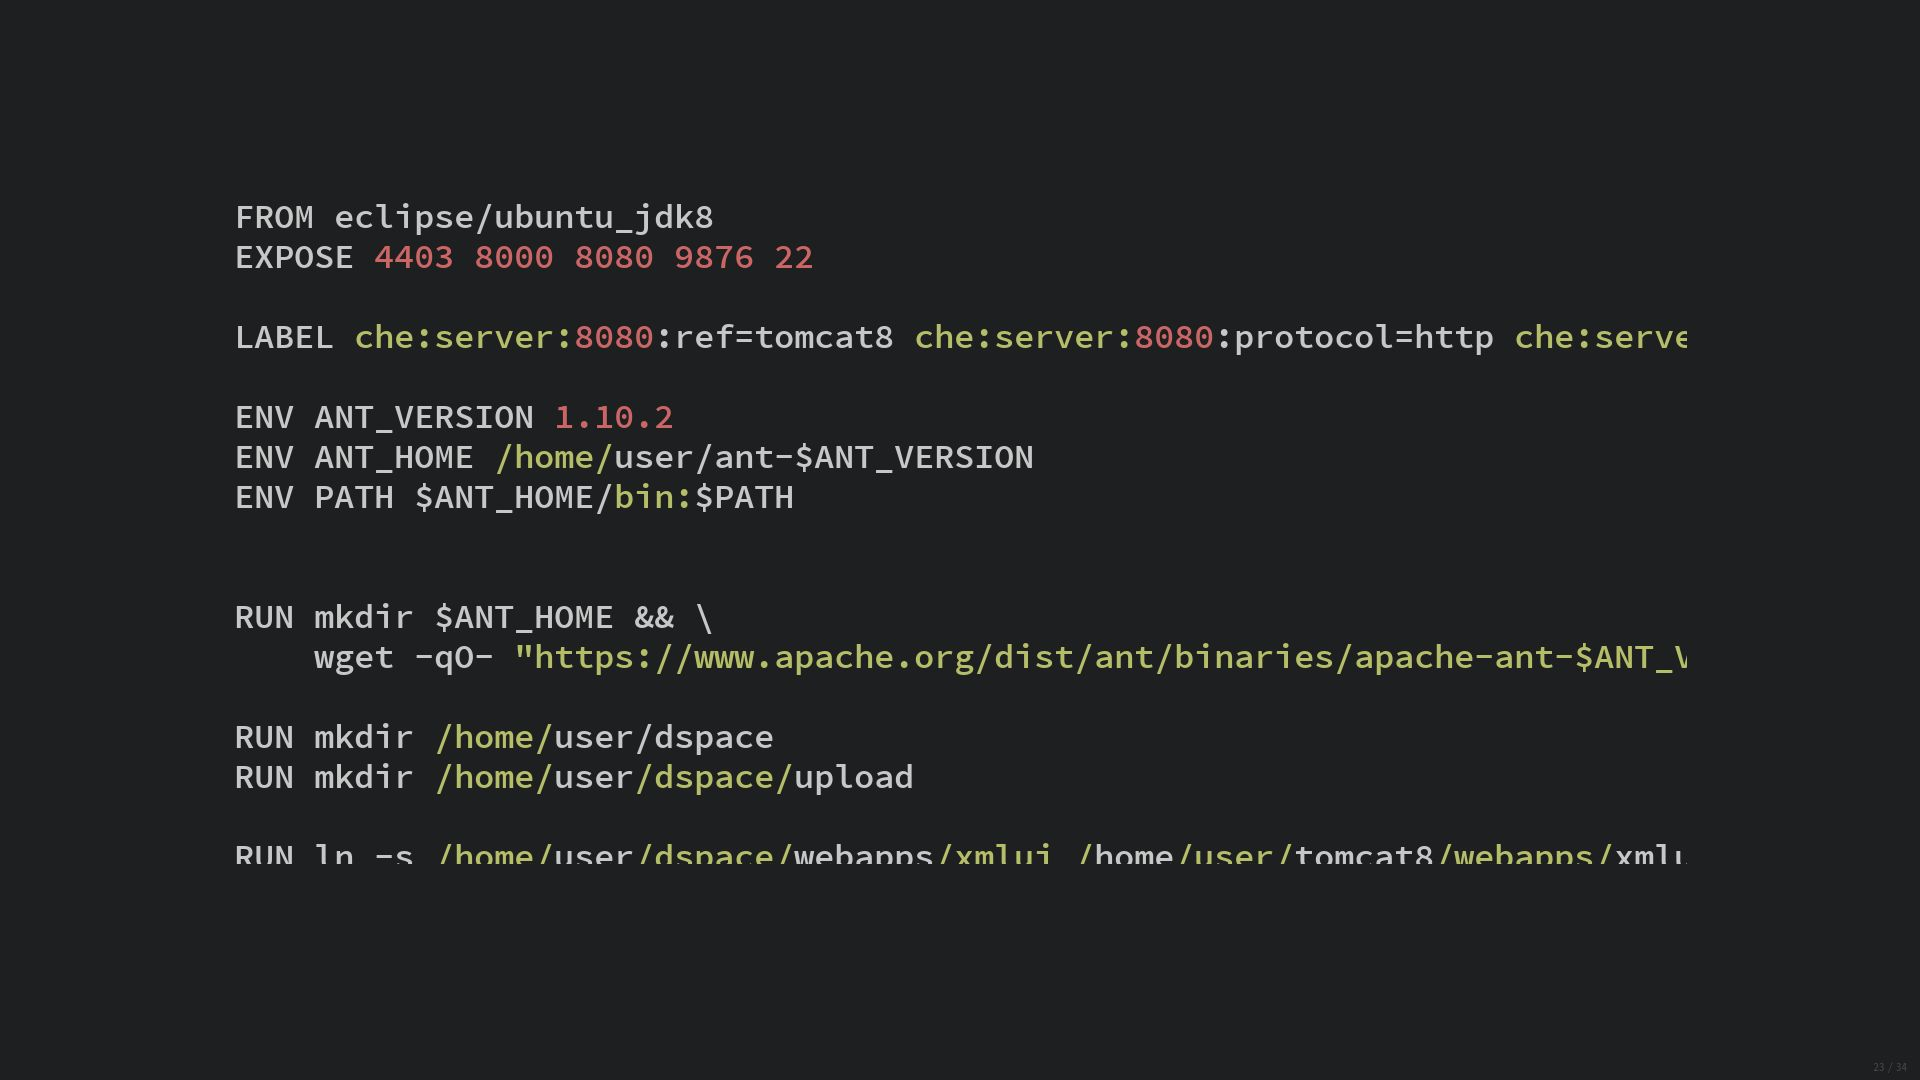 FROM eclipse/ubuntu_jdk8
EXPOSE 4403 8000 8080 9876 22
LABEL che:server:8080:ref=tomcat8 che:server:8080:protocol=http che:serve
ENV ANT_VERSION 1.10.2
ENV ANT_HOME /home/user/ant-$ANT_VERSION
ENV PATH $ANT_HOME/bin:$PATH
RUN mkdir $ANT_HOME && \
    wget -qO- "https://www.apache.org/dist/ant/binaries/apache-ant-$ANT_V
RUN mkdir /home/user/dspace
RUN mkdir /home/user/dspace/upload
RUN ln -s /home/user/dspace/webapps/xmlui /home/user/tomcat8/webapps/xmlu
23 / 34